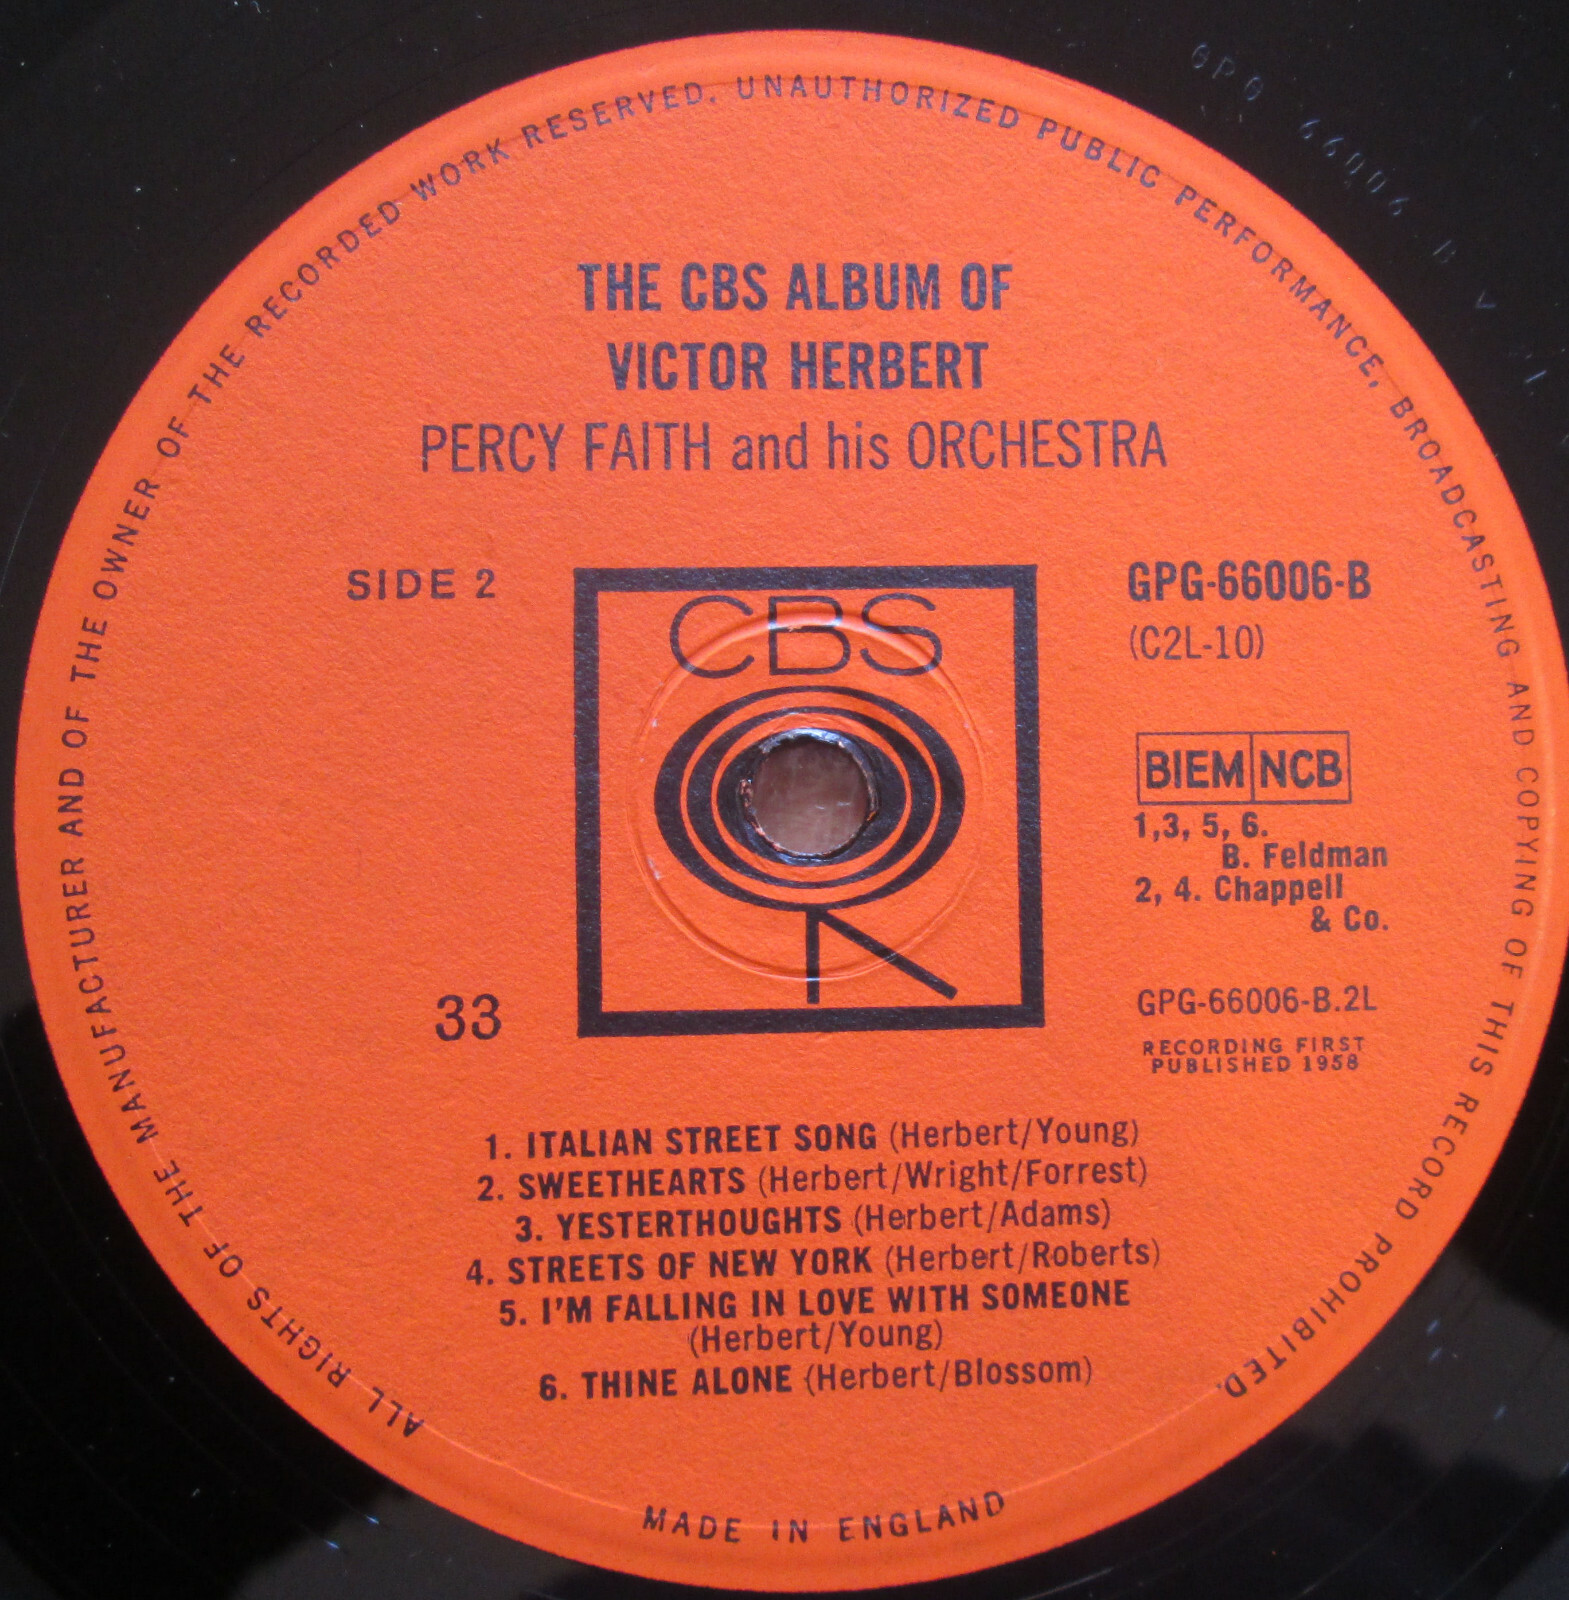 ALL RIGHTS OF THE MANUFACTURER AND OF THE OWNER OF THE RECORDED WORK RESERVED. UNAUTHORIZED PUBLIC PERFORMANCE, BROADCASTING AND COPYING OF THIS RECORD PROHIBITED.
THE CBS ALBUM OF
VICTOR HERBERT
PERCY FAITH and his ORCHESTRA
SIDE 2
CBS
33
GPG-66006-B
(C2L-10)
BIEM NCB
1,3, 5, 6.
B. Feldman
2, 4. Chappell
& Co.
GPG-66006-B.2L
RECORDING FIRST
PUBLISHED 1958
1. ITALIAN STREET SONG (Herbert/Young)
2. SWEETHEARTS (Herbert/Wright/Forrest)
3. YESTERTHOUGHTS (Herbert/Adams)
4. STREETS OF NEW YORK (Herbert/Roberts)
5. I'M FALLING IN LOVE WITH SOMEONE
(Herbert/Young)
6. THINE ALONE (Herbert/Blossom)
MADE IN ENGLAND